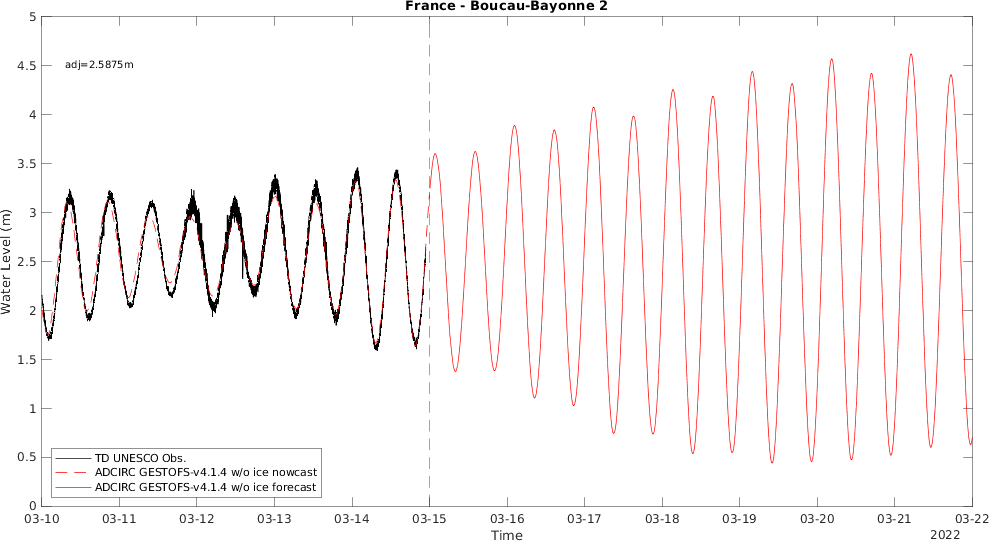 France - Boucau-Bayonne 2
adj=2.5875m
Water Level (m)
5
4.5
4
3.5
3
2.5
2
1.5
1
0.5
0
TD UNESCO Obs.
ADCIRC GESTOFS-v4.1.4 w/o ice nowcast
ADCIRC GESTOFS-v4.1.4 w/o ice forecast
03-10 03-11 03-12 03-13 03-14 03-15 03-16 03-17 03-18 03-19 03-20 03-21 03-22
Time
2022